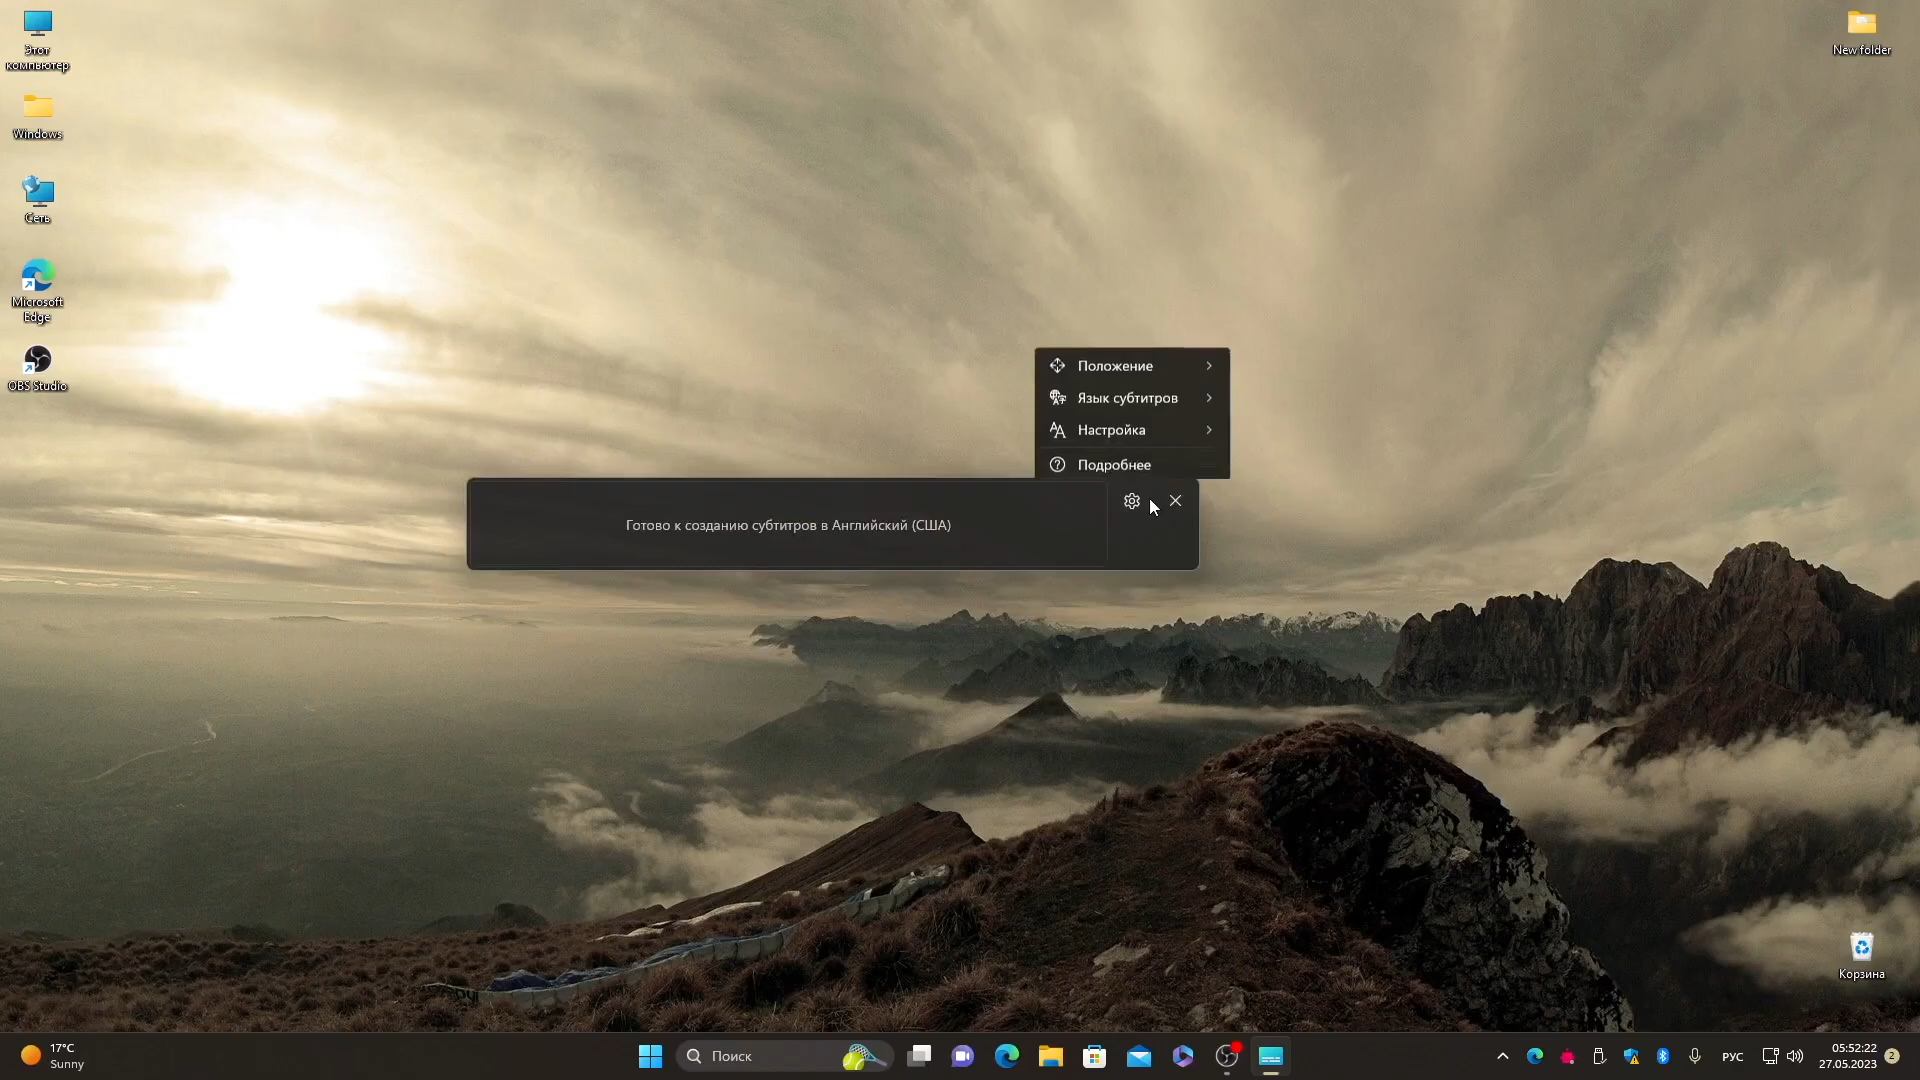 Этот
компьютер
New folder
Windows
Сеть
Microsoft
Edge
OBS Studio
Положение
Язык субтитров
Настройка
Подробнее
Готово к созданию субтитров в Английский (США)
Корзина
17°C
Sunny
Поиск
РУС
05:52:22
27.05.2023
2